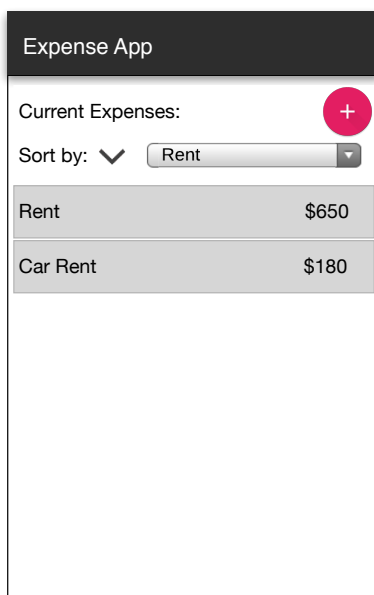 Expense App
Current Expenses:
+
Sort by: Rent
Rent $650
Car Rent $180